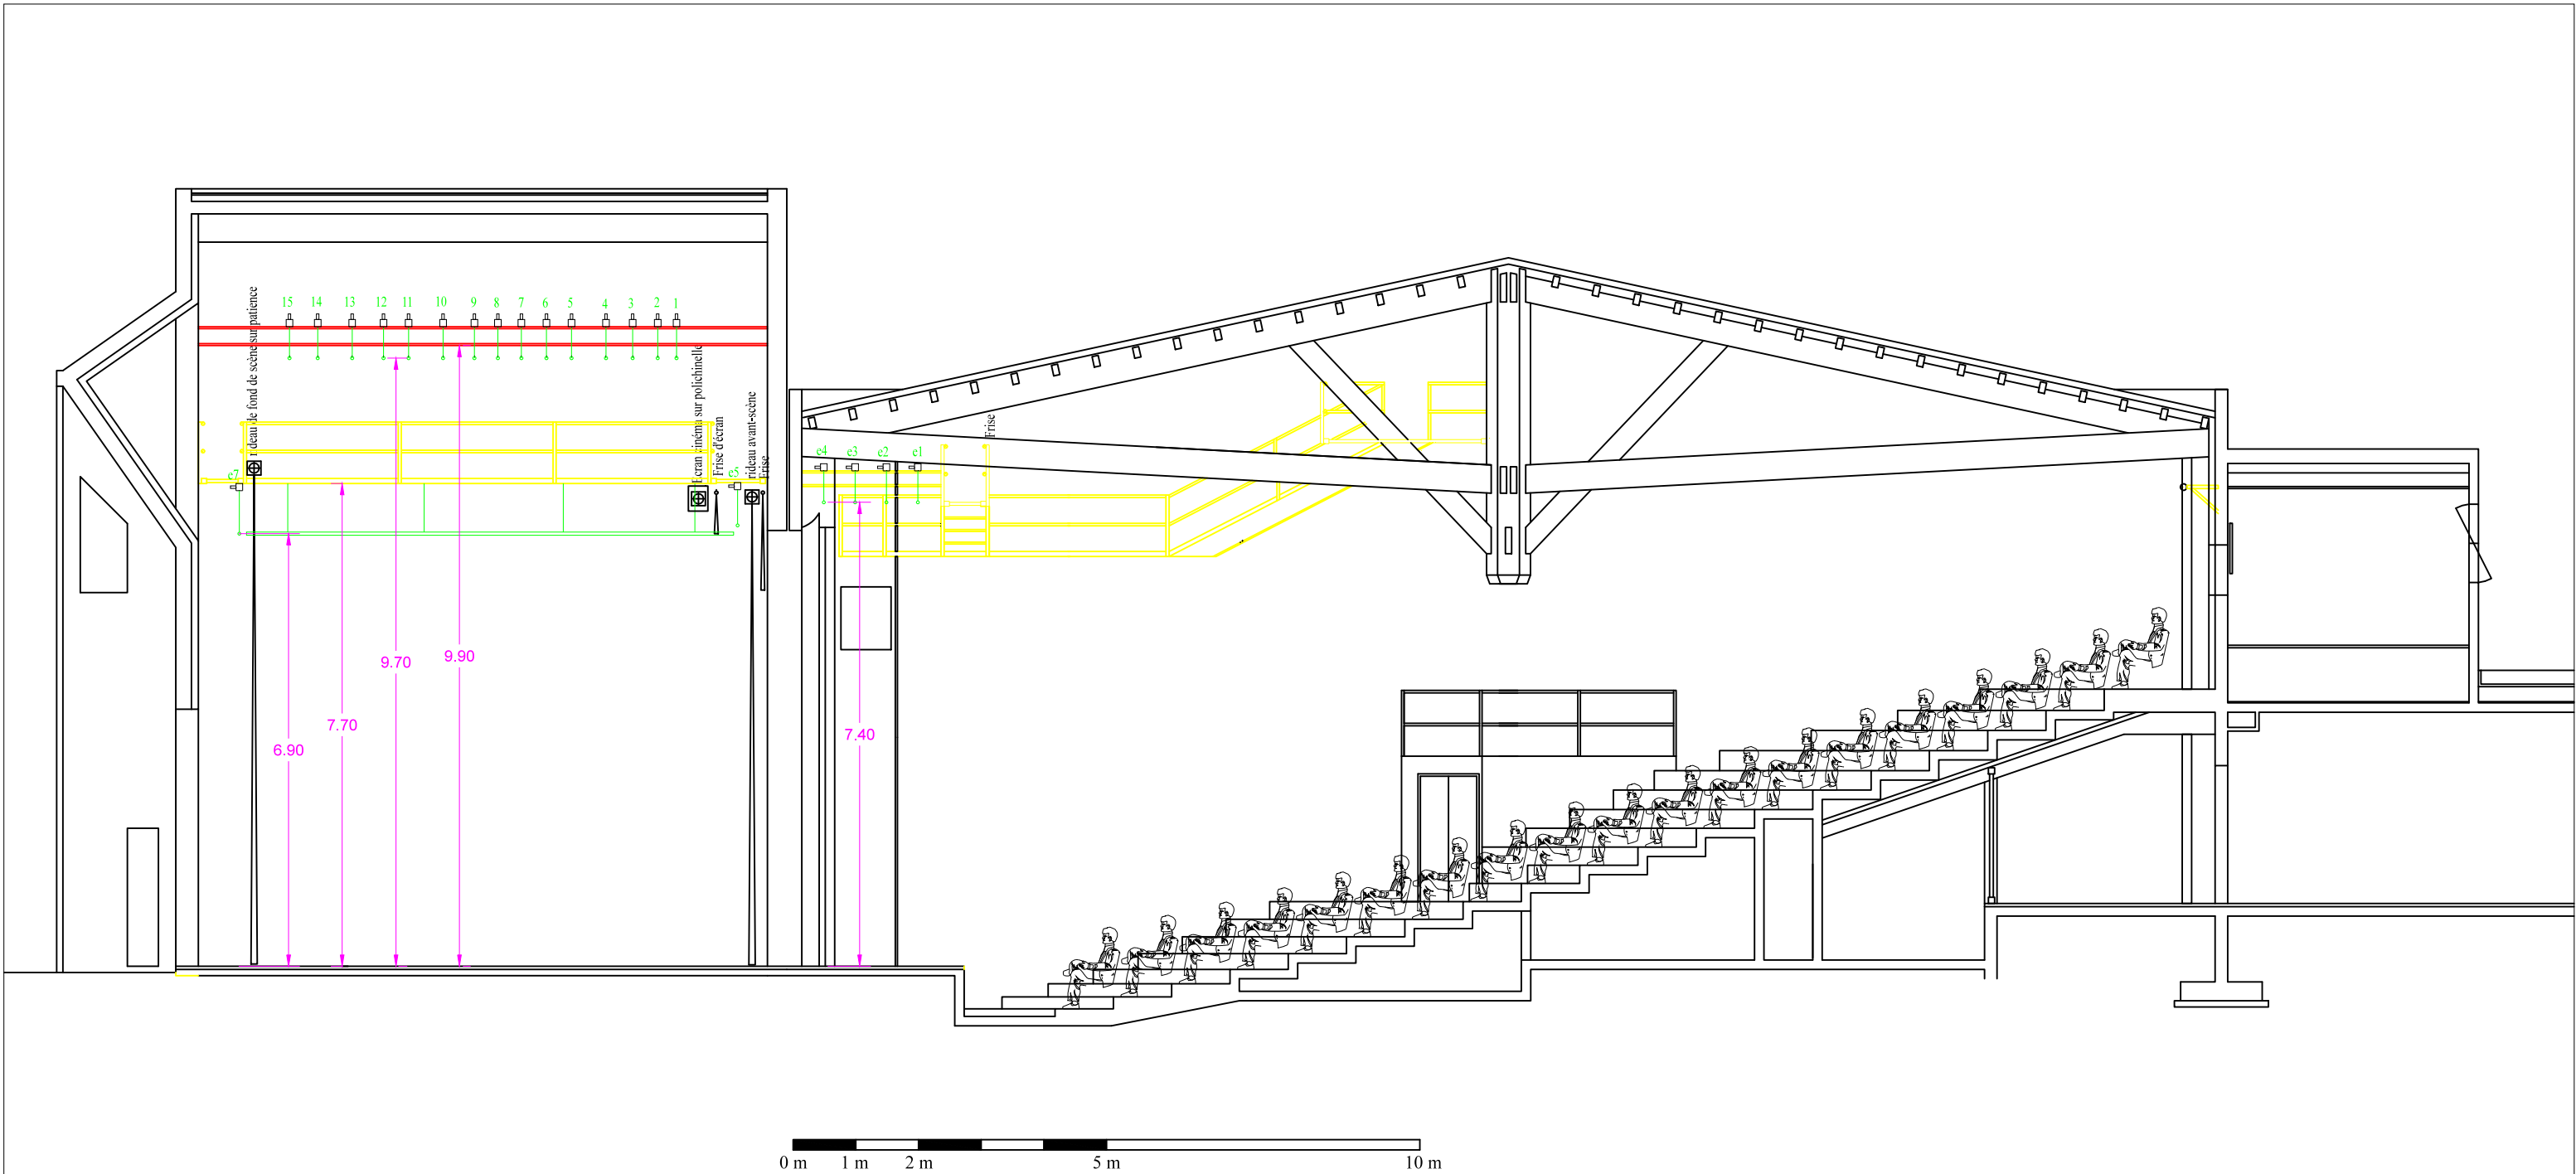 15 14 13 12 11 10 9 8 7 6 5 4 3 2 1
rideau de fond de scène sur patience
Ecran cinéma sur polichinelle
Frise d'écran
rideau avant-scène
Frise
Frise
e7
e5
e4 e3 e2 e1
9.70
9.90
7.70
6.90
7.40
0 m 1 m 2 m 5 m 10 m